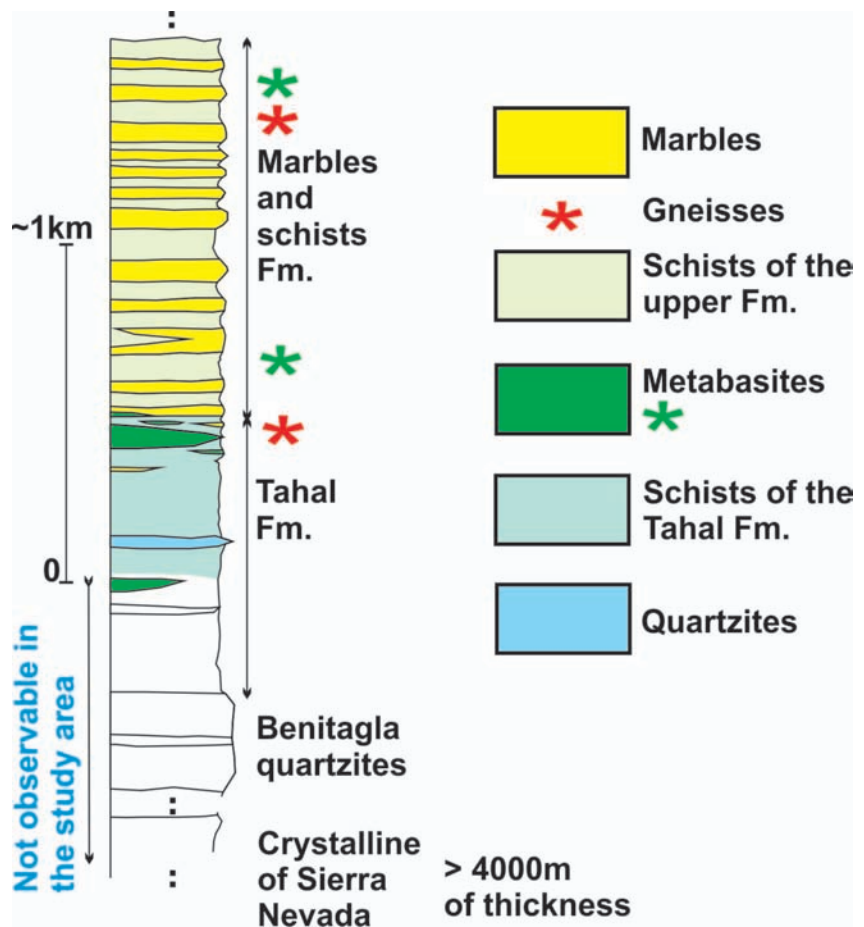 Marbles
and
schists
Fm.
~1km
0
Tahal
Fm.
Not observable in
the study area
Benitagla
quartzites
Crystalline
of Sierra
Nevada
> 4000m
of thickness
Marbles
Gneisses
Schists of the
upper Fm.
Metabasites
Schists of the
Tahal Fm.
Quartzites